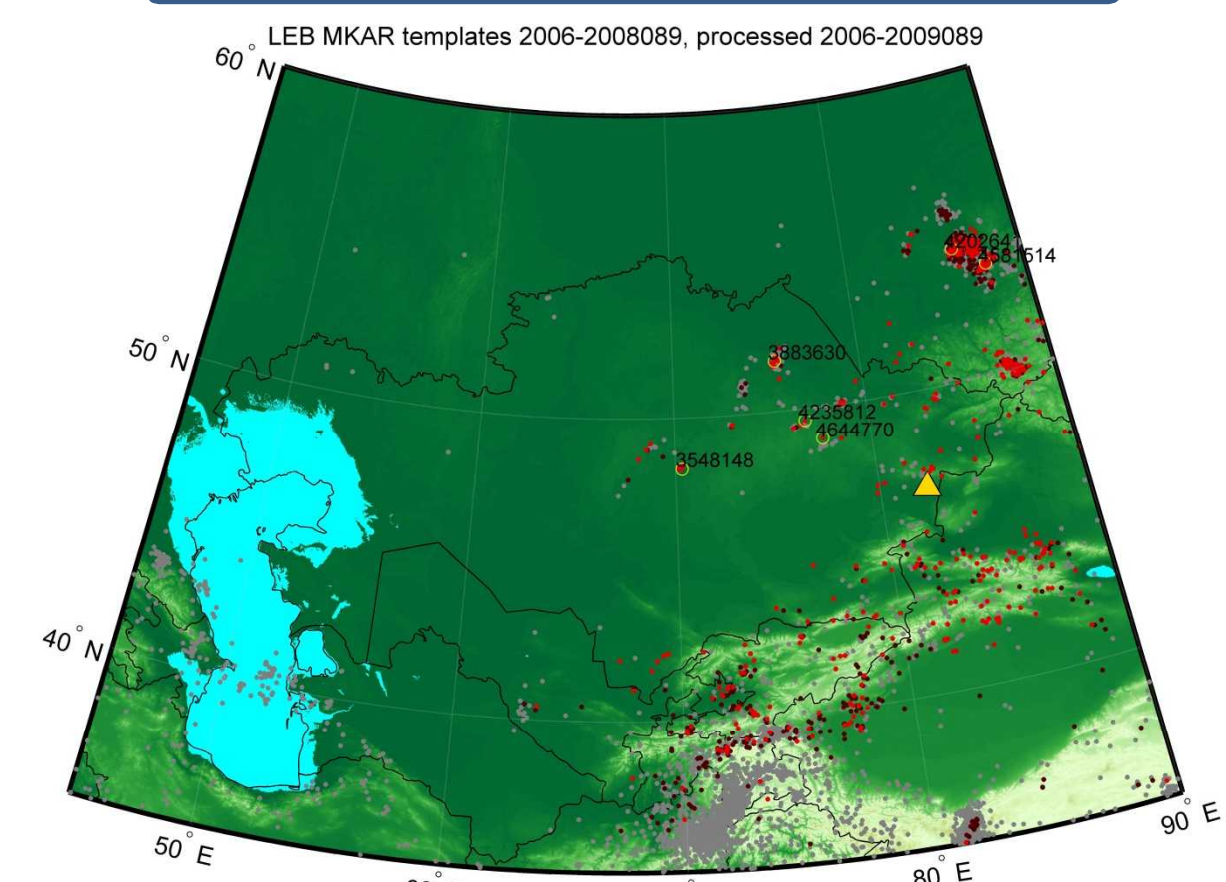 LEB MKAR templates 2006-2008089, processed 2006-2009089
60° N
4202641
4581514
50° N
3883630
4235812
4644770
3548148
40° N
90° E
50° E
80° E